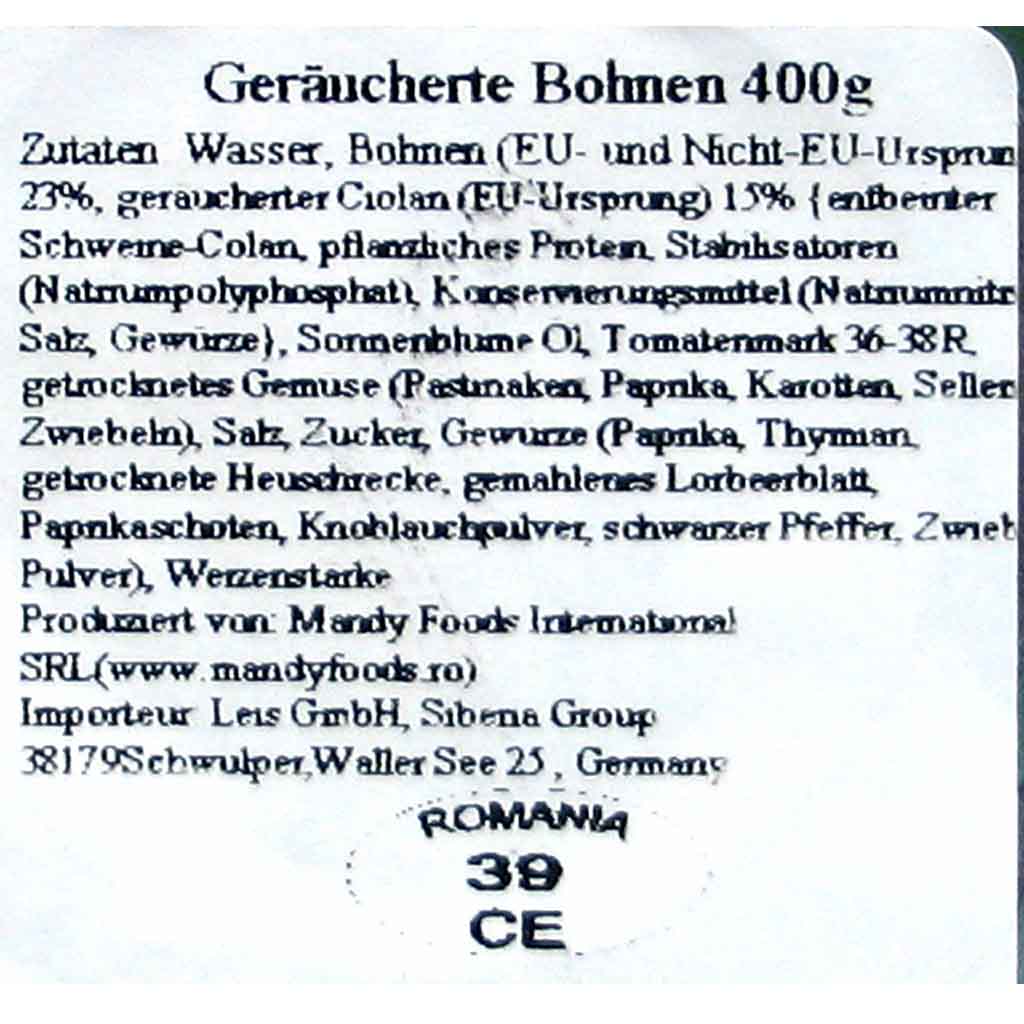 Geräucherte Bohnen 400g
Zutaten Wasser, Bohnen (EU- und Nicht-EU-Ursprun
23%, geraucherter Ciolan (EU-Ursprung) 15% {entbeinter
Schweine-Colan, pflanzliches Protein, Stabilisatoren
(Natriumpolyphosphat), Konservierungsmittel (Natriumnitr
Salz, Gewürze}, Sonnenblume Öl, Tomatenmark 36-38R,
getrocknetes Gemuse (Pastinaken, Paprika, Karotten, Seller
Zwiebeln), Salz, Zucker, Gewurze (Paprika, Thymian,
getrocknete Heuschrecke, gemahlenes Lorbeerblatt,
Paprikaschoten, Knoblauchpulver, schwarzer Pfeffer, Zwieb
Pulver), Weizenstarke
Produziert von: Mandy Foods International
SRL(www.mandyfoods.ro)
Importeur Leis GmbH, Sibena Group
38179Schwulper,Waller See 25 , Germany
ROMANIA
39
CE